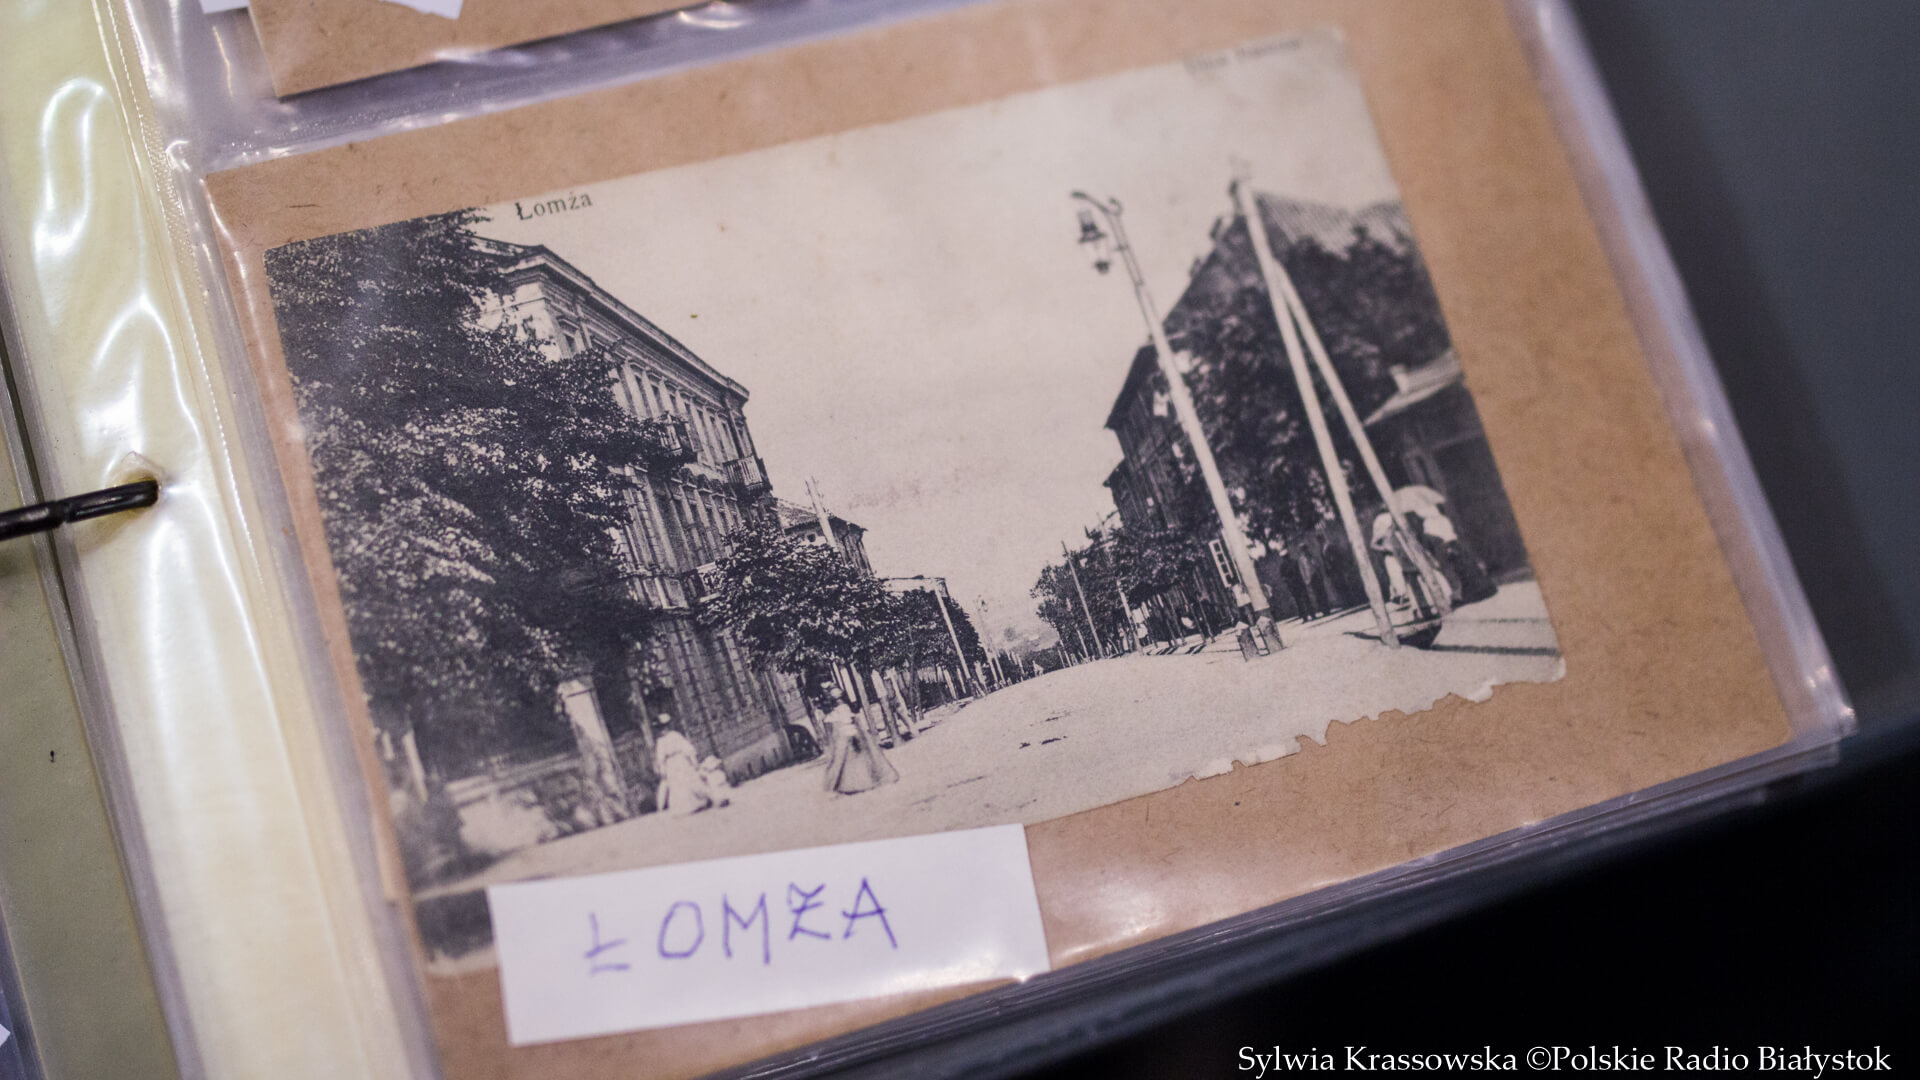 Łomża
ŁOMŻA
Sylwia Krassowska ©Polskie Radio Białystok